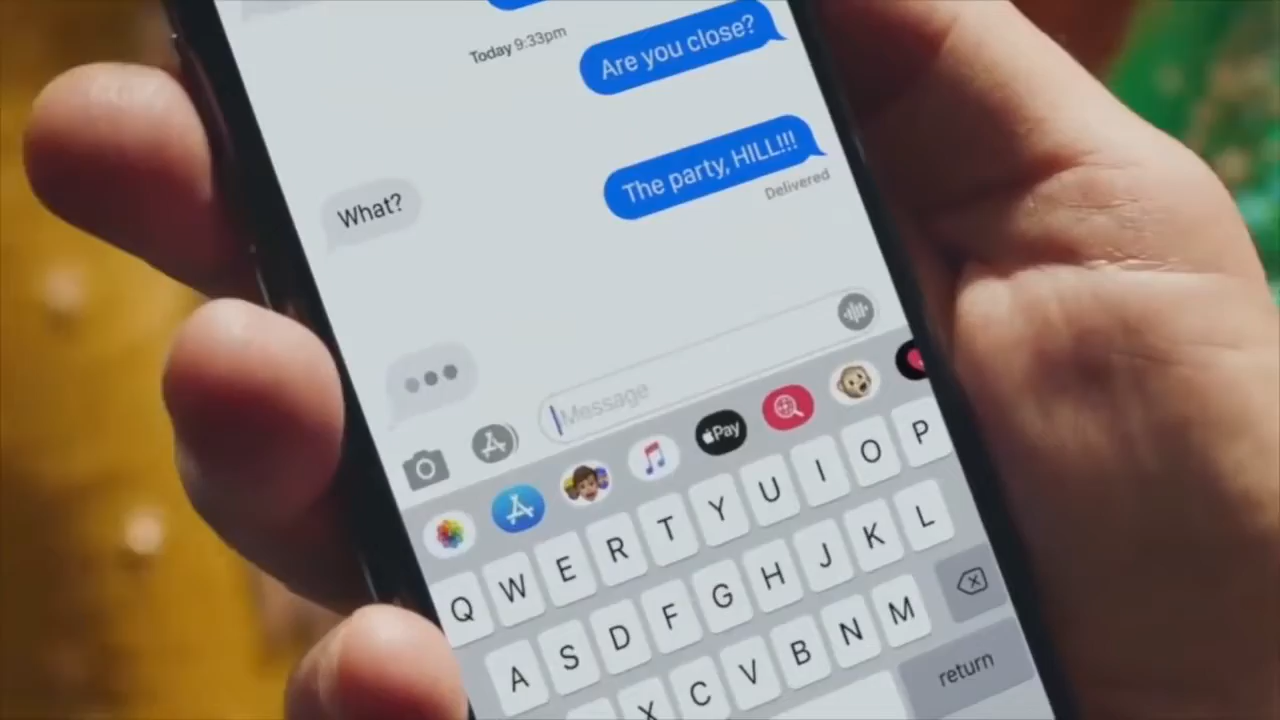 Today 9:33pm
Are you close?
What?
The party, HILL!!!
Delivered
Message
Pay
Q W E R T Y U I O P
A S D F G H J K L
X C V B N M
return